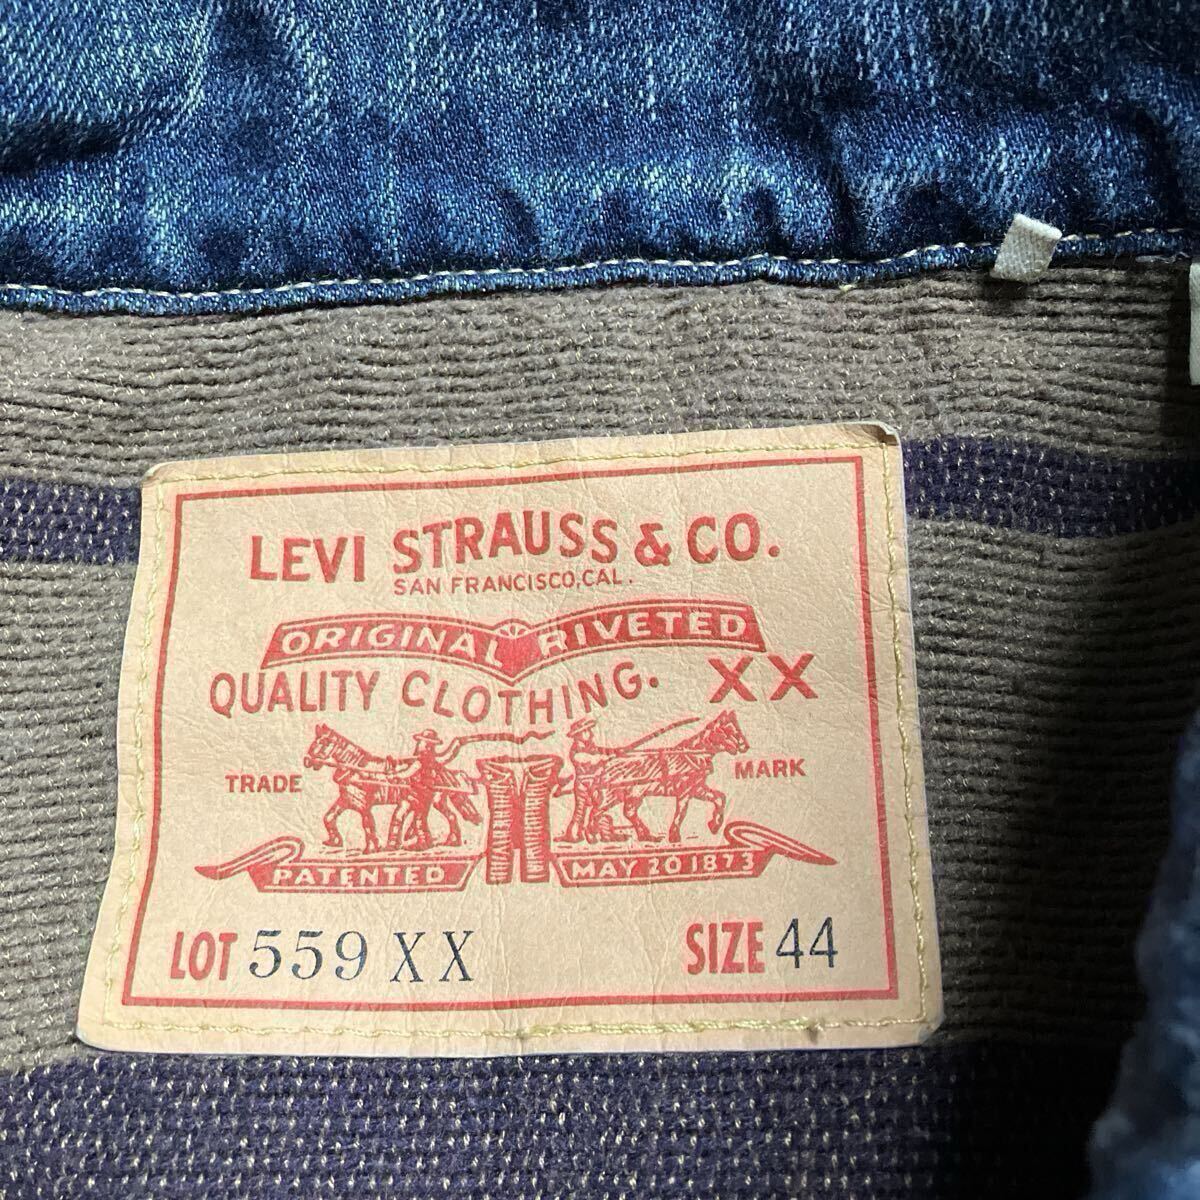 LEVI STRAUSS & CO.
SAN FRANCISCO, CAL.
ORIGINAL RIVETED
QUALITY CLOTHING. XX
TRADE MARK
PATENTED MAY 20 1873
LOT 559 XX SIZE 44